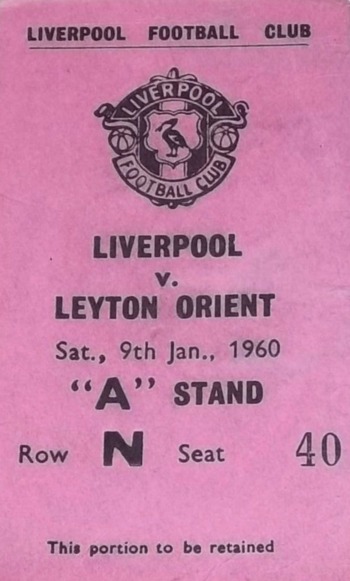 LIVERPOOL FOOTBALL CLUB
LIVERPOOL
FOOTBALL CLUB
LIVERPOOL
v.
LEYTON ORIENT
Sat., 9th Jan., 1960
"A" STAND
Row N Seat 40
This portion to be retained